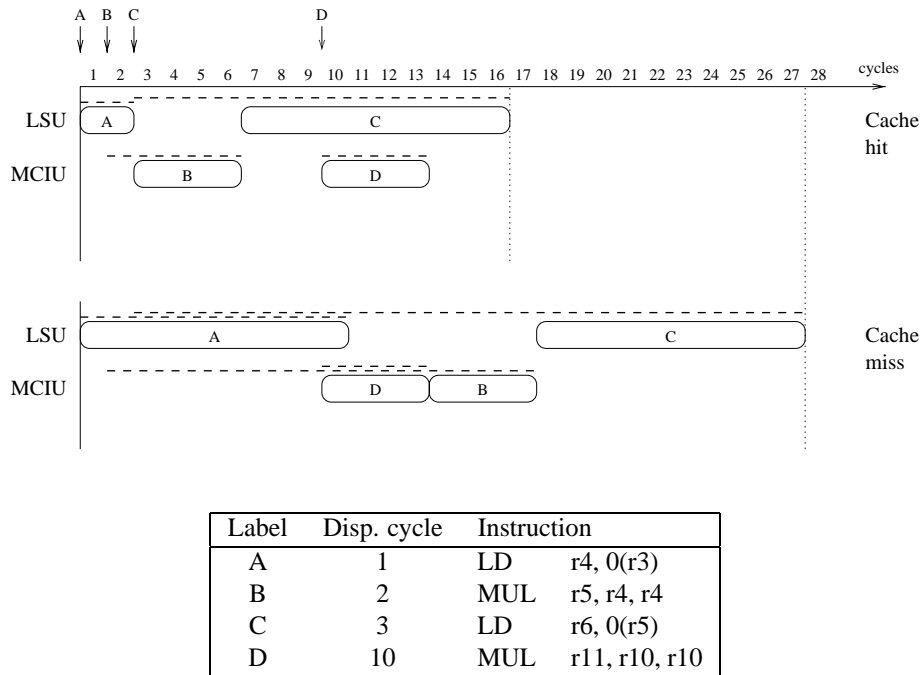 A B C D
1 2 3 4 5 6 7 8 9 10 11 12 13 14 15 16 17 18 19 20 21 22 23 24 25 26 27 28 cycles
LSU A C Cache
hit
MCIU B D
LSU A C Cache
miss
MCIU D B
Label Disp. cycle Instruction
A 1 LD r4, 0(r3)
B 2 MUL r5, r4, r4
C 3 LD r6, 0(r5)
D 10 MUL r11, r10, r10